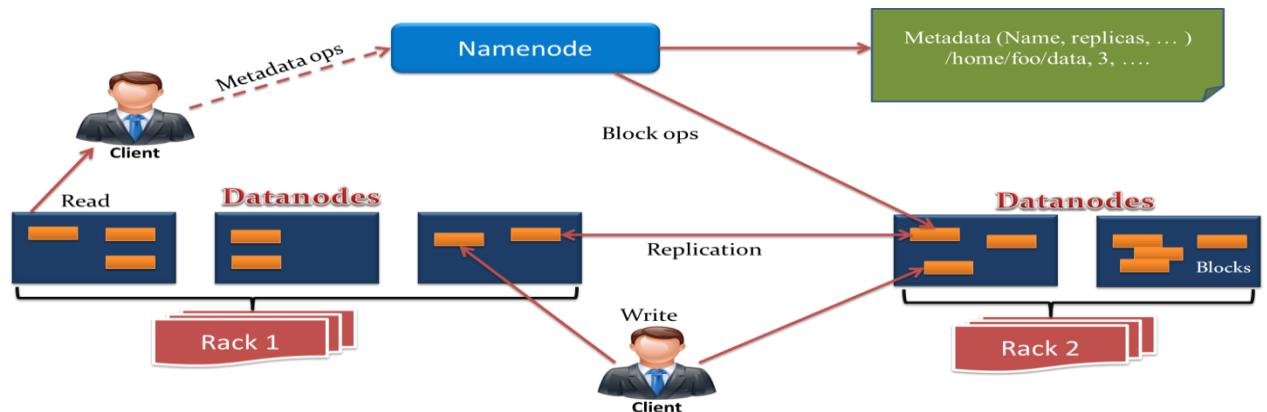 Namenode
Metadata (Name, replicas, … )
/home/foo/data, 3, ….
Metadata ops
Client
Block ops
Read
Datanodes
Datanodes
Replication
Blocks
Write
Rack 1
Rack 2
Client